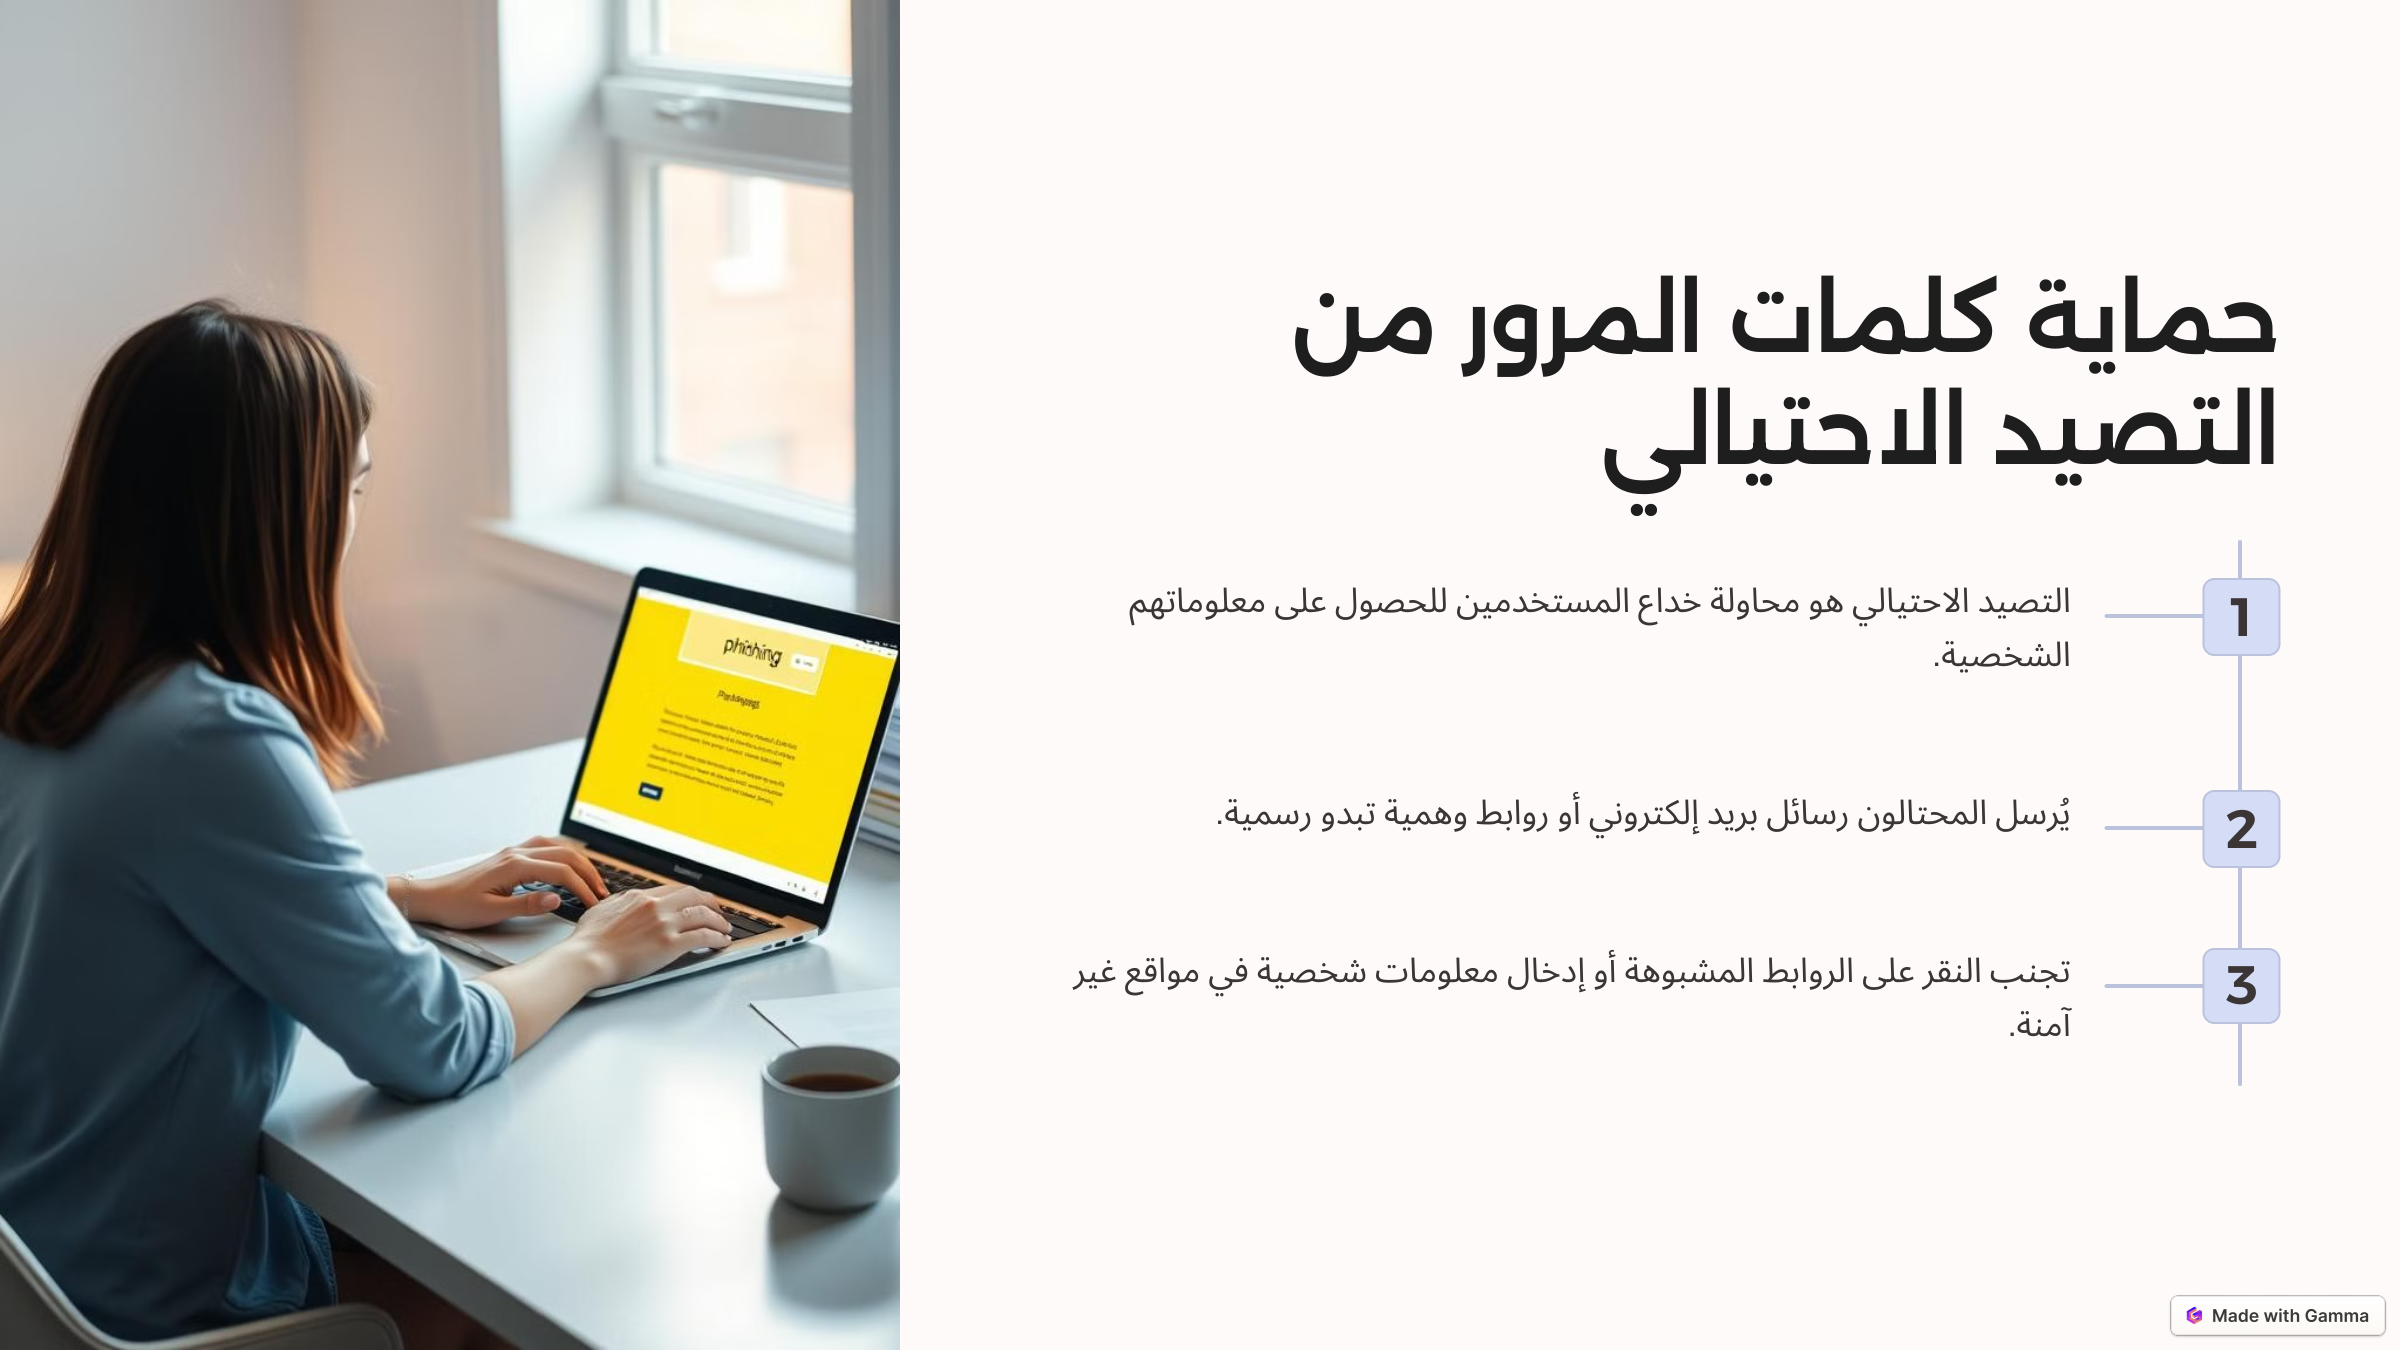 حماية كلمات المرور من
التصيد الاحتيالي
1
التصيد الاحتيالي هو محاولة خداع المستخدمين للحصول على معلوماتهم
الشخصية.
2
يُرسل المحتالون رسائل بريد إلكتروني أو روابط وهمية تبدو رسمية.
3
تجنب النقر على الروابط المشبوهة أو إدخال معلومات شخصية في مواقع غير
آمنة.
phishing
Made with Gamma